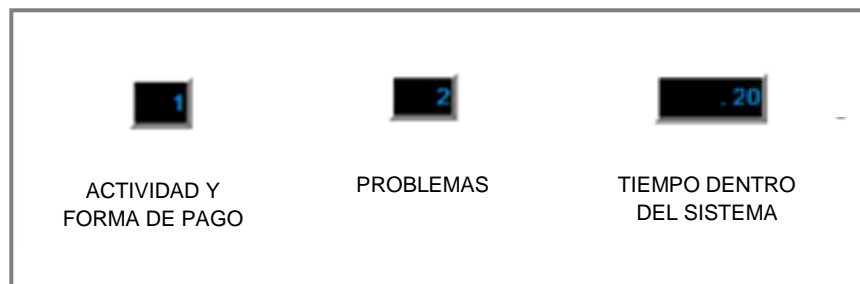 1
2
.20
ACTIVIDAD Y
FORMA DE PAGO
PROBLEMAS
TIEMPO DENTRO
DEL SISTEMA